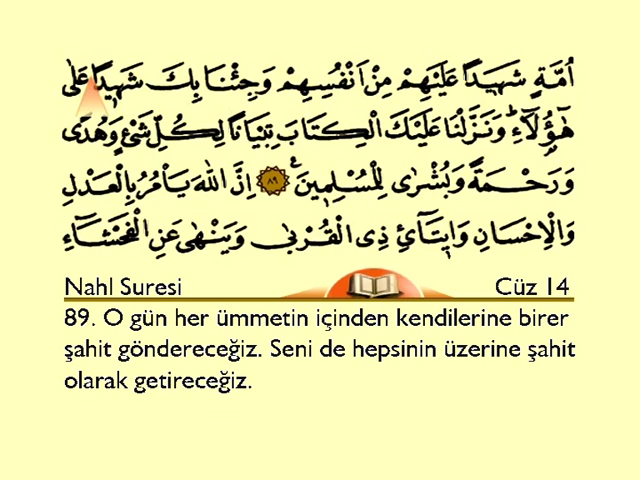 اُمَّةٍ شَهٖيدًا عَلَيْهِمْ مِنْ اَنْفُسِهِمْ وَجِئْنَا بِكَ شَهٖيدًا عَلٰى
هٰٓؤُلَٓاءِؕ وَنَزَّلْنَا عَلَيْكَ الْكِتَابَ تِبْيَانًا لِكُلِّ شَیْءٍ وَهُدًى
وَرَحْمَةً وَبُشْرٰى لِلْمُسْلِمٖينَ ﴿٨٩﴾ اِنَّ اللّٰهَ يَاْمُرُ بِالْعَدْلِ
وَالْاِحْسَانِ وَاٖيتَٓائِ ذِى الْقُرْبٰى وَيَنْهٰى عَنِ الْفَحْشَٓاءِ
Nahl Suresi Cüz 14
89. O gün her ümmetin içinden kendilerine birer
şahit göndereceğiz. Seni de hepsinin üzerine şahit
olarak getireceğiz.